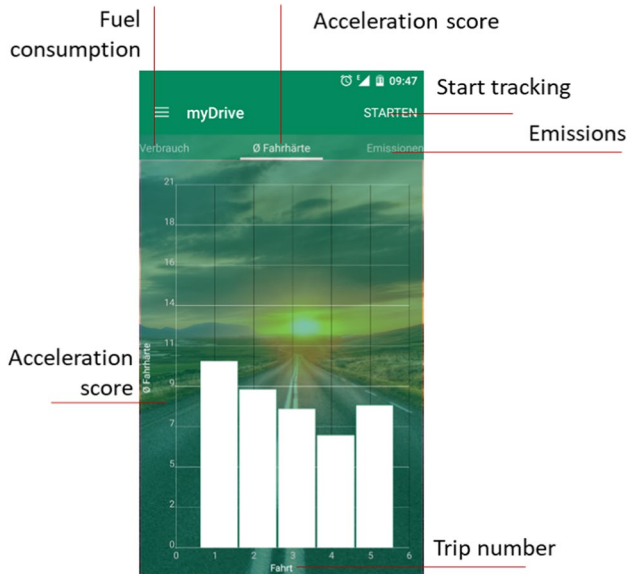 Fuel
consumption
Acceleration score
09:47
myDrive
STARTEN
Start tracking
Verbrauch
Ø Fahrhärte
Emissionen
Emissions
21
18
16
14
11
9
7
5
2
0
Ø Fahrhärte
Acceleration
score
0 1 2 3 4 5 6
Fahrt
Trip number